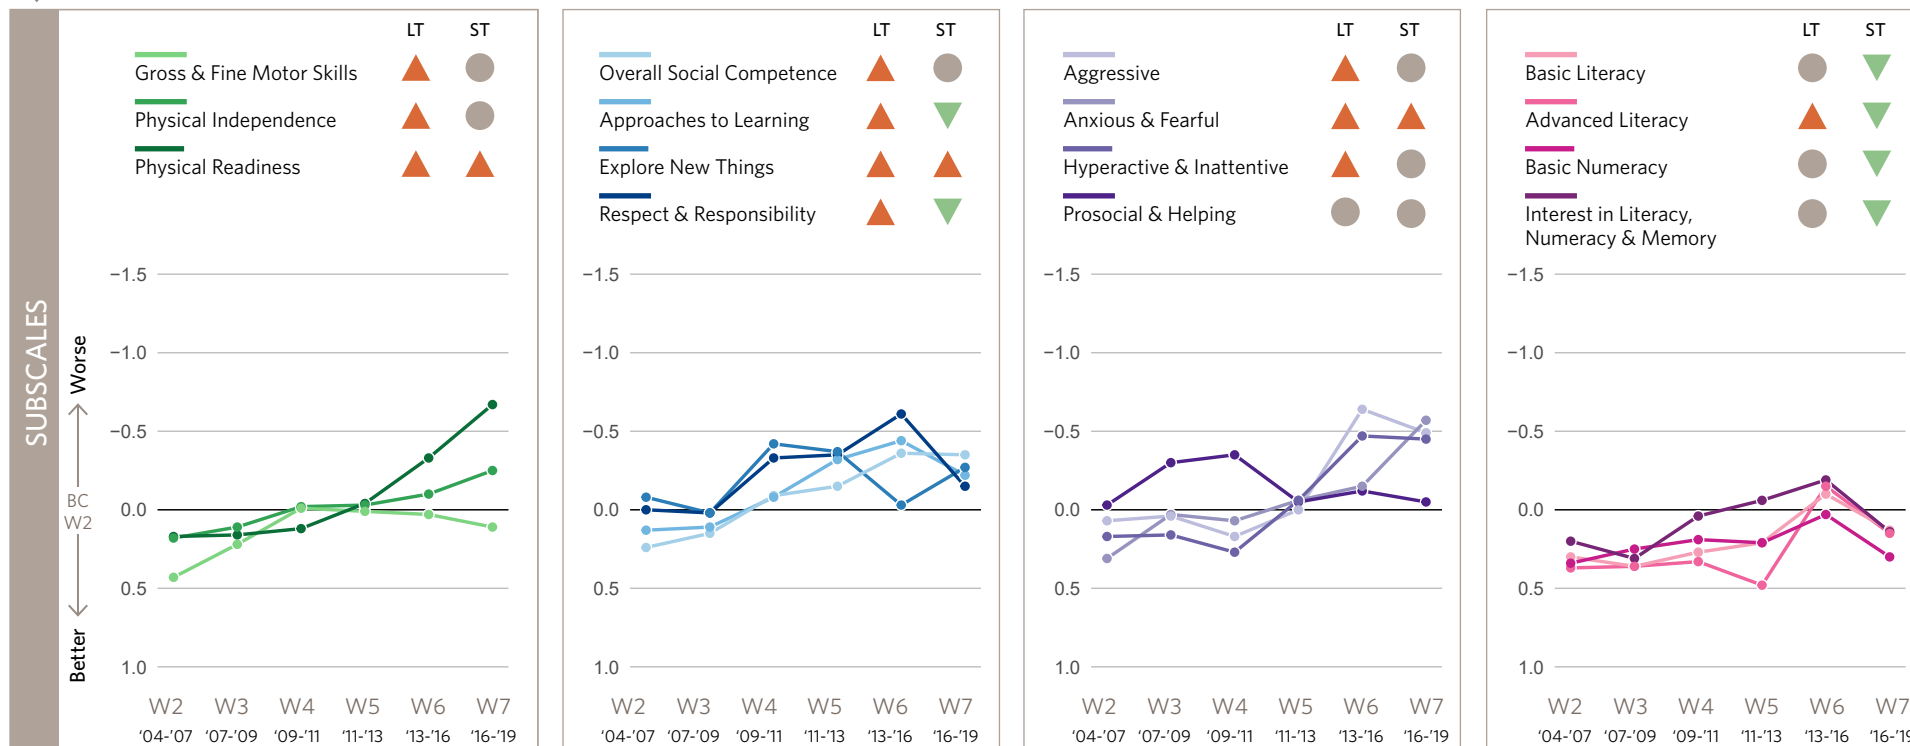 SUBSCALES
Worse
BC
W2
Better
LT ST
Gross & Fine Motor Skills
Physical Independence
Physical Readiness
−1.5
−1.0
−0.5
0.0
0.5
1.0
W2 W3 W4 W5 W6 W7
‘04-’07 ‘07-’09 ‘09-’11 ‘11-’13 ‘13-’16 ‘16-’19
LT ST
Overall Social Competence
Approaches to Learning
Explore New Things
Respect & Responsibility
−1.5
−1.0
−0.5
0.0
0.5
1.0
W2 W3 W4 W5 W6 W7
‘04-’07 ‘07-’09 ‘09-’11 ‘11-’13 ‘13-’16 ‘16-’19
LT ST
Aggressive
Anxious & Fearful
Hyperactive & Inattentive
Prosocial & Helping
−1.5
−1.0
−0.5
0.0
0.5
1.0
W2 W3 W4 W5 W6 W7
‘04-’07 ‘07-’09 ‘09-’11 ‘11-’13 ‘13-’16 ‘16-’19
LT ST
Basic Literacy
Advanced Literacy
Basic Numeracy
Interest in Literacy,
Numeracy & Memory
−1.5
−1.0
−0.5
0.0
0.5
1.0
W2 W3 W4 W5 W6 W7
‘04-’07 ‘07-’09 ‘09-’11 ‘11-’13 ‘13-’16 ‘16-’19